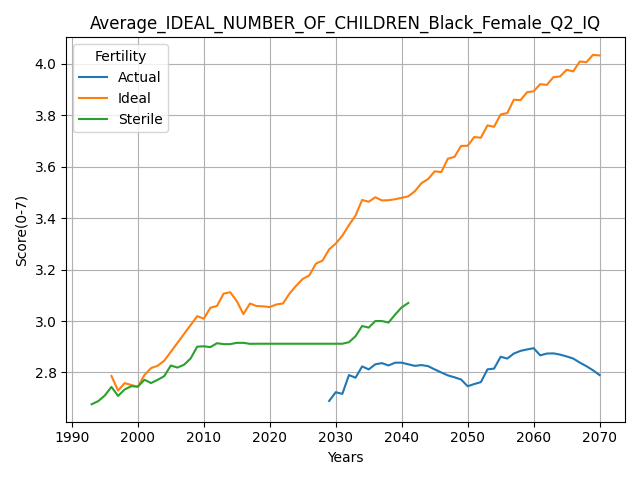 Average_IDEAL_NUMBER_OF_CHILDREN_Black_Female_Q2_IQ
Fertility
Actual
Ideal
Sterile
Score(0-7)
4.0
3.8
3.6
3.4
3.2
3.0
2.8
1990 2000 2010 2020 2030 2040 2050 2060 2070
Years